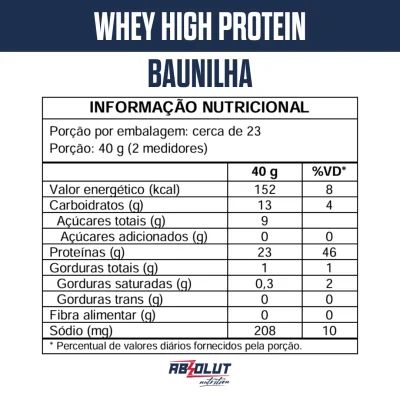 WHEY HIGH PROTEIN
BAUNILHA
INFORMAÇÃO NUTRICIONAL
Porção por embalagem: cerca de 23
Porção: 40 g (2 medidores)
40 g %VD*
Valor energético (kcal) 152 8
Carboidratos (g) 13 4
Açúcares totais (g) 9
Açúcares adicionados (g) 0 0
Proteínas (g) 23 46
Gorduras totais (g) 1 1
Gorduras saturadas (g) 0,3 2
Gorduras trans (g) 0 0
Fibra alimentar (g) 0 0
Sódio (mg) 208 10
* Percentual de valores diários fornecidos pela porção.
ABSOLUT
nutrition